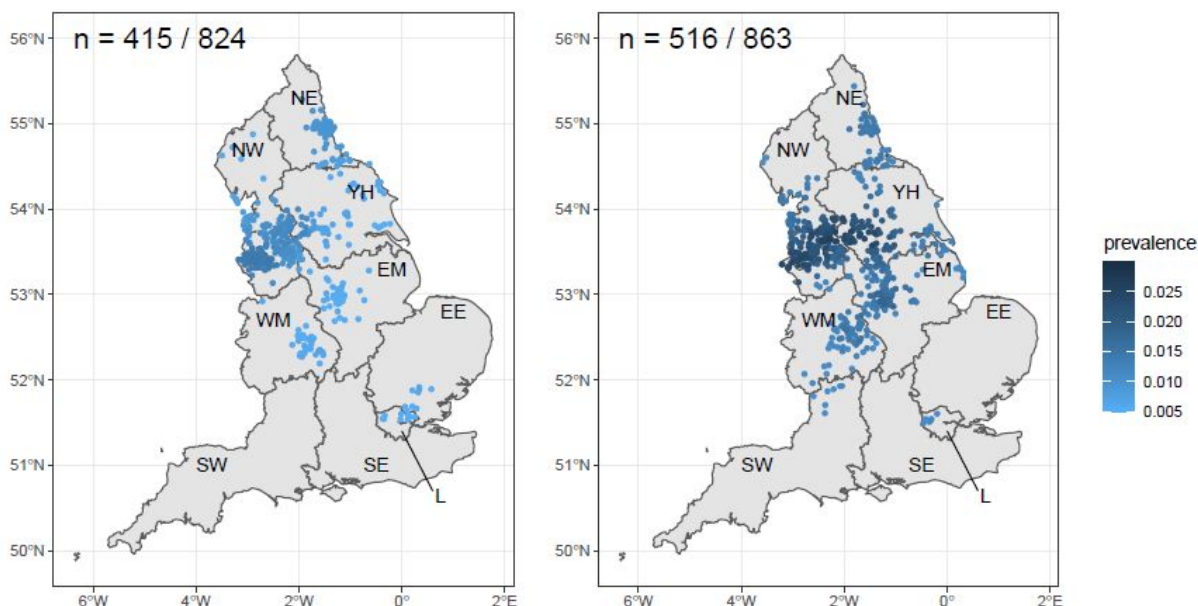 n = 415 / 824
56°N
55°N
54°N
53°N
52°N
51°N
50°N
NE
NW
YH
EM
WM
EE
SW
SE
L
6°W
4°W
2°W
0°
2°E
n = 516 / 863
56°N
55°N
54°N
53°N
52°N
51°N
50°N
NE
NW
YH
EM
WM
EE
SW
SE
L
6°W
4°W
2°W
0°
2°E
prevalence
0.025
0.020
0.015
0.010
0.005